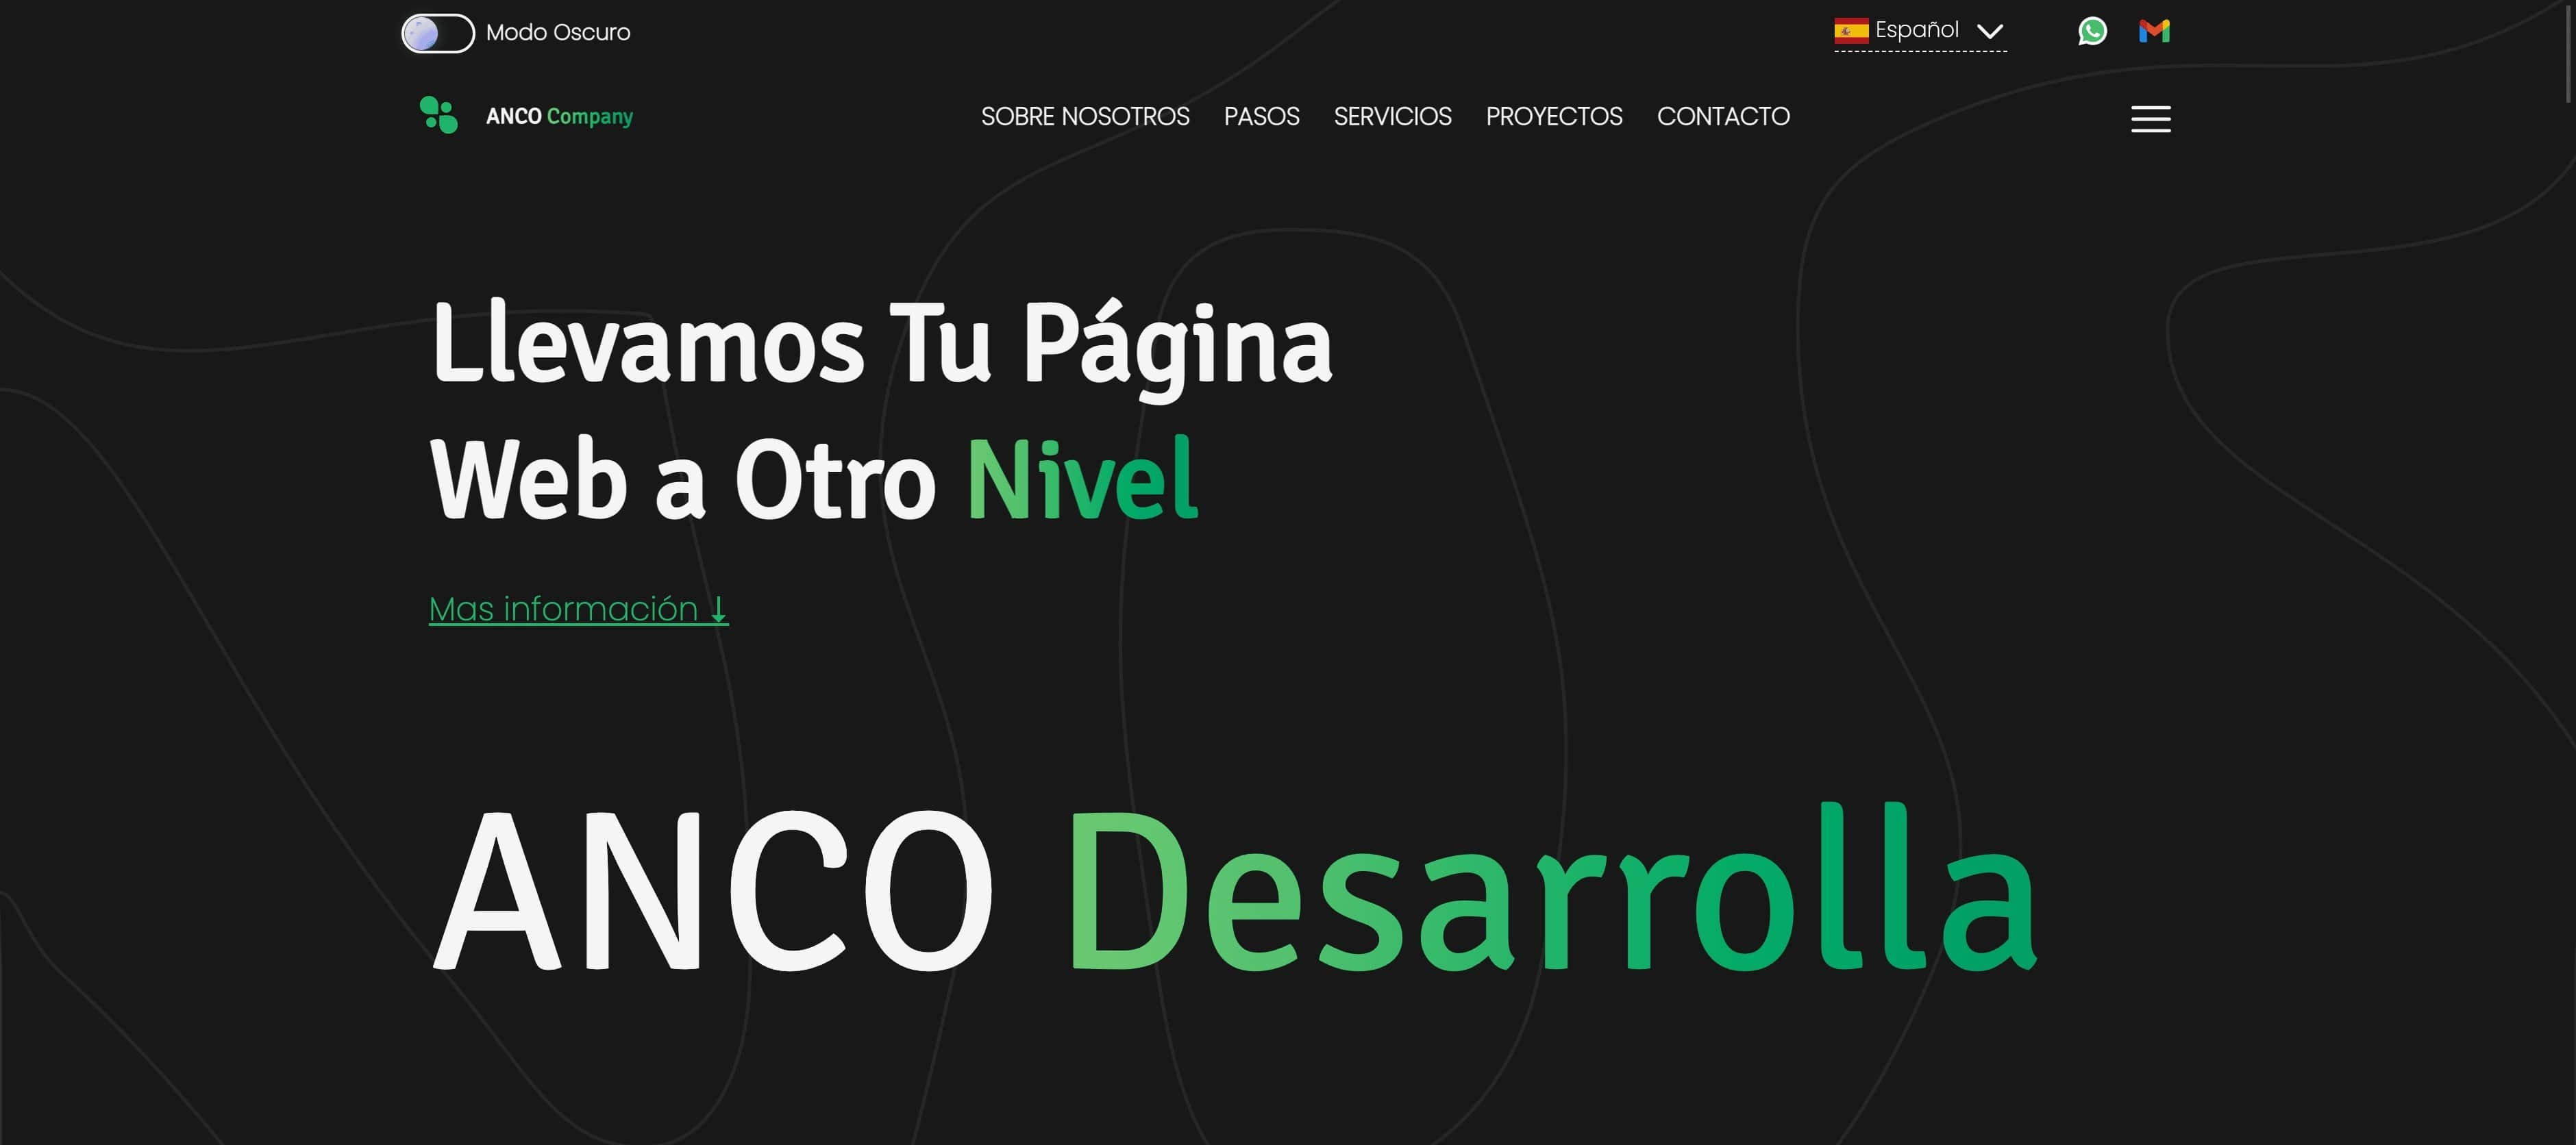 Modo Oscuro
Español
ANCO Company
SOBRE NOSOTROS
PASOS
SERVICIOS
PROYECTOS
CONTACTO
Llevamos Tu Página
Web a Otro Nivel
Mas información ↓
ANCO Desarrolla